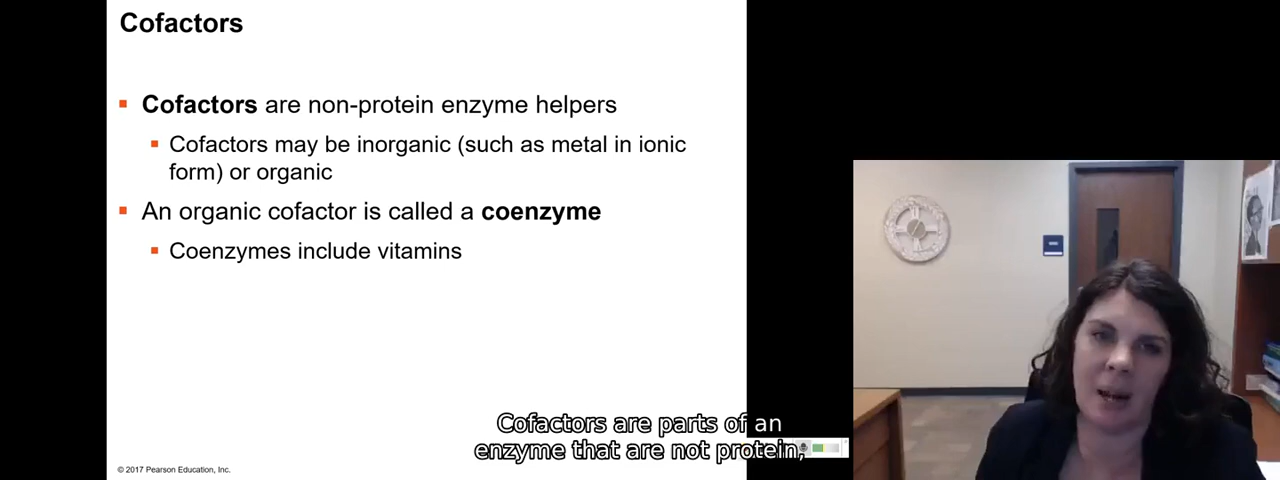 Cofactors
Cofactors are non-protein enzyme helpers
Cofactors may be inorganic (such as metal in ionic
form) or organic
An organic cofactor is called a coenzyme
Coenzymes include vitamins
Cofactors are parts of an
enzyme that are not protein,
© 2017 Pearson Education, Inc.